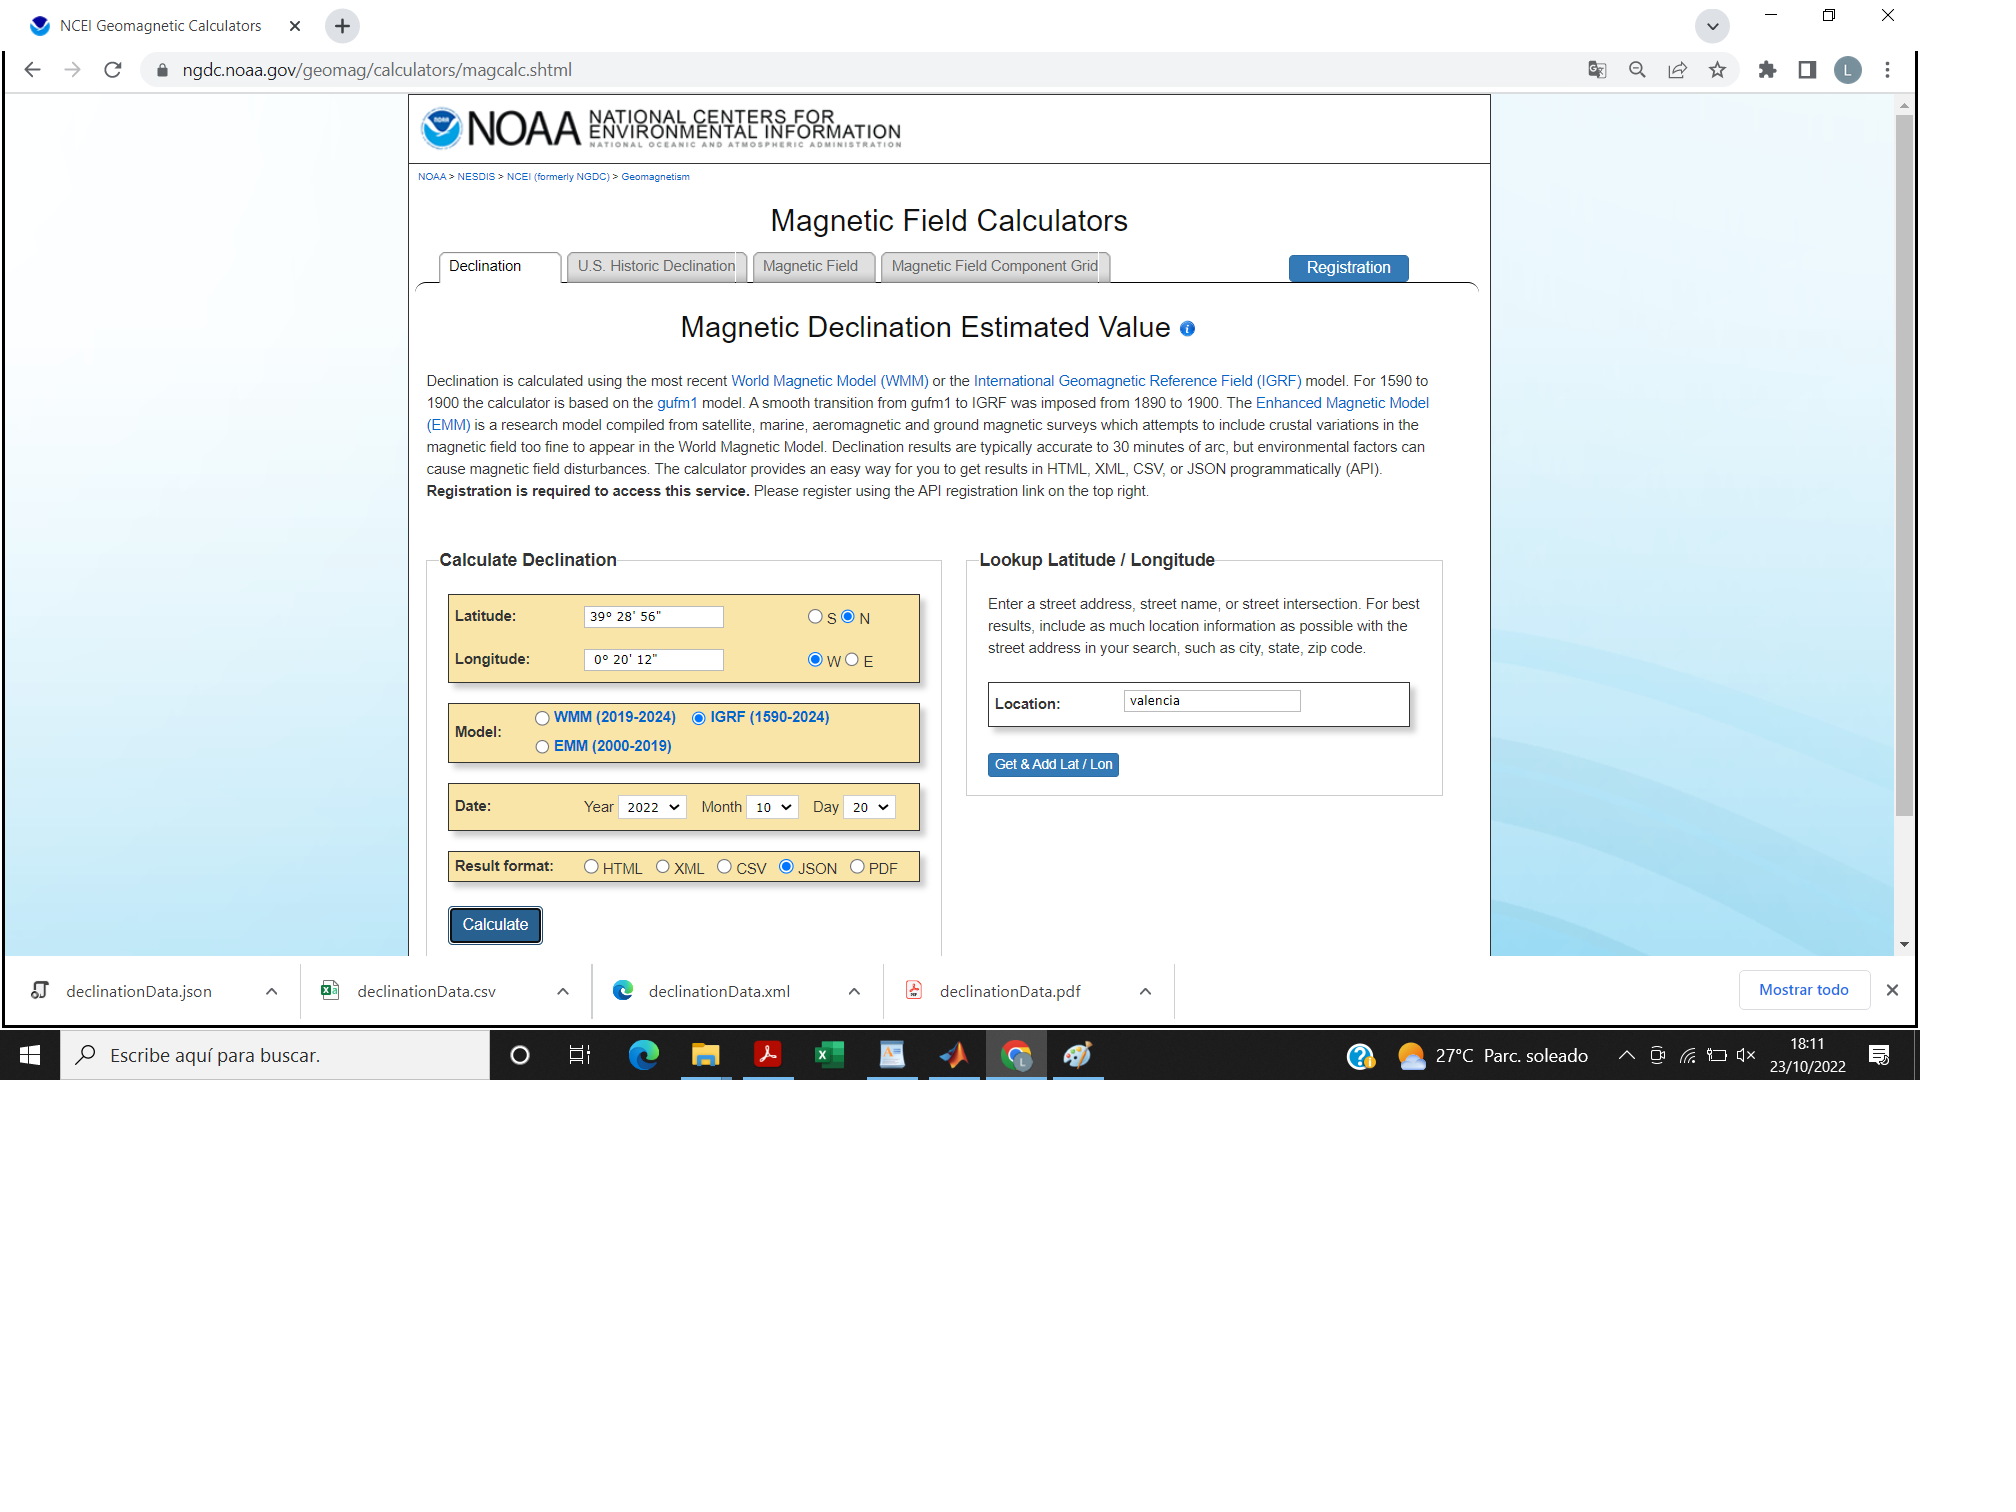 NCEI Geomagnetic Calculators
ngdc.noaa.gov/geomag/calculators/magcalc.shtml
L
NOAA
NOAA NATIONAL CENTERS FOR
ENVIRONMENTAL INFORMATION
NATIONAL OCEANIC AND ATMOSPHERIC ADMINISTRATION
NOAA > NESDIS > NCEI (formerly NGDC) > Geomagnetism
Magnetic Field Calculators
Declination U.S. Historic Declination Magnetic Field Magnetic Field Component Grid Registration
Magnetic Declination Estimated Value i
Declination is calculated using the most recent World Magnetic Model (WMM) or the International Geomagnetic Reference Field (IGRF) model. For 1590 to
1900 the calculator is based on the gufm1 model. A smooth transition from gufm1 to IGRF was imposed from 1890 to 1900. The Enhanced Magnetic Model
(EMM) is a research model compiled from satellite, marine, aeromagnetic and ground magnetic surveys which attempts to include crustal variations in the
magnetic field too fine to appear in the World Magnetic Model. Declination results are typically accurate to 30 minutes of arc, but environmental factors can
cause magnetic field disturbances. The calculator provides an easy way for you to get results in HTML, XML, CSV, or JSON programmatically (API).
Registration is required to access this service. Please register using the API registration link on the top right.
Calculate Declination
Latitude: 39º 28' 56" S N
Longitude: 0º 20' 12" W E
Model: WMM (2019-2024) IGRF (1590-2024)
EMM (2000-2019)
Date: Year 2022 Month 10 Day 20
Result format: HTML XML CSV JSON PDF
Calculate
Lookup Latitude / Longitude
Enter a street address, street name, or street intersection. For best
results, include as much location information as possible with the
street address in your search, such as city, state, zip code.
Location: valencia
Get & Add Lat / Lon
declinationData.json declinationData.csv declinationData.xml declinationData.pdf Mostrar todo
Escribe aquí para buscar.
27°C Parc. soleado
18:11
23/10/2022